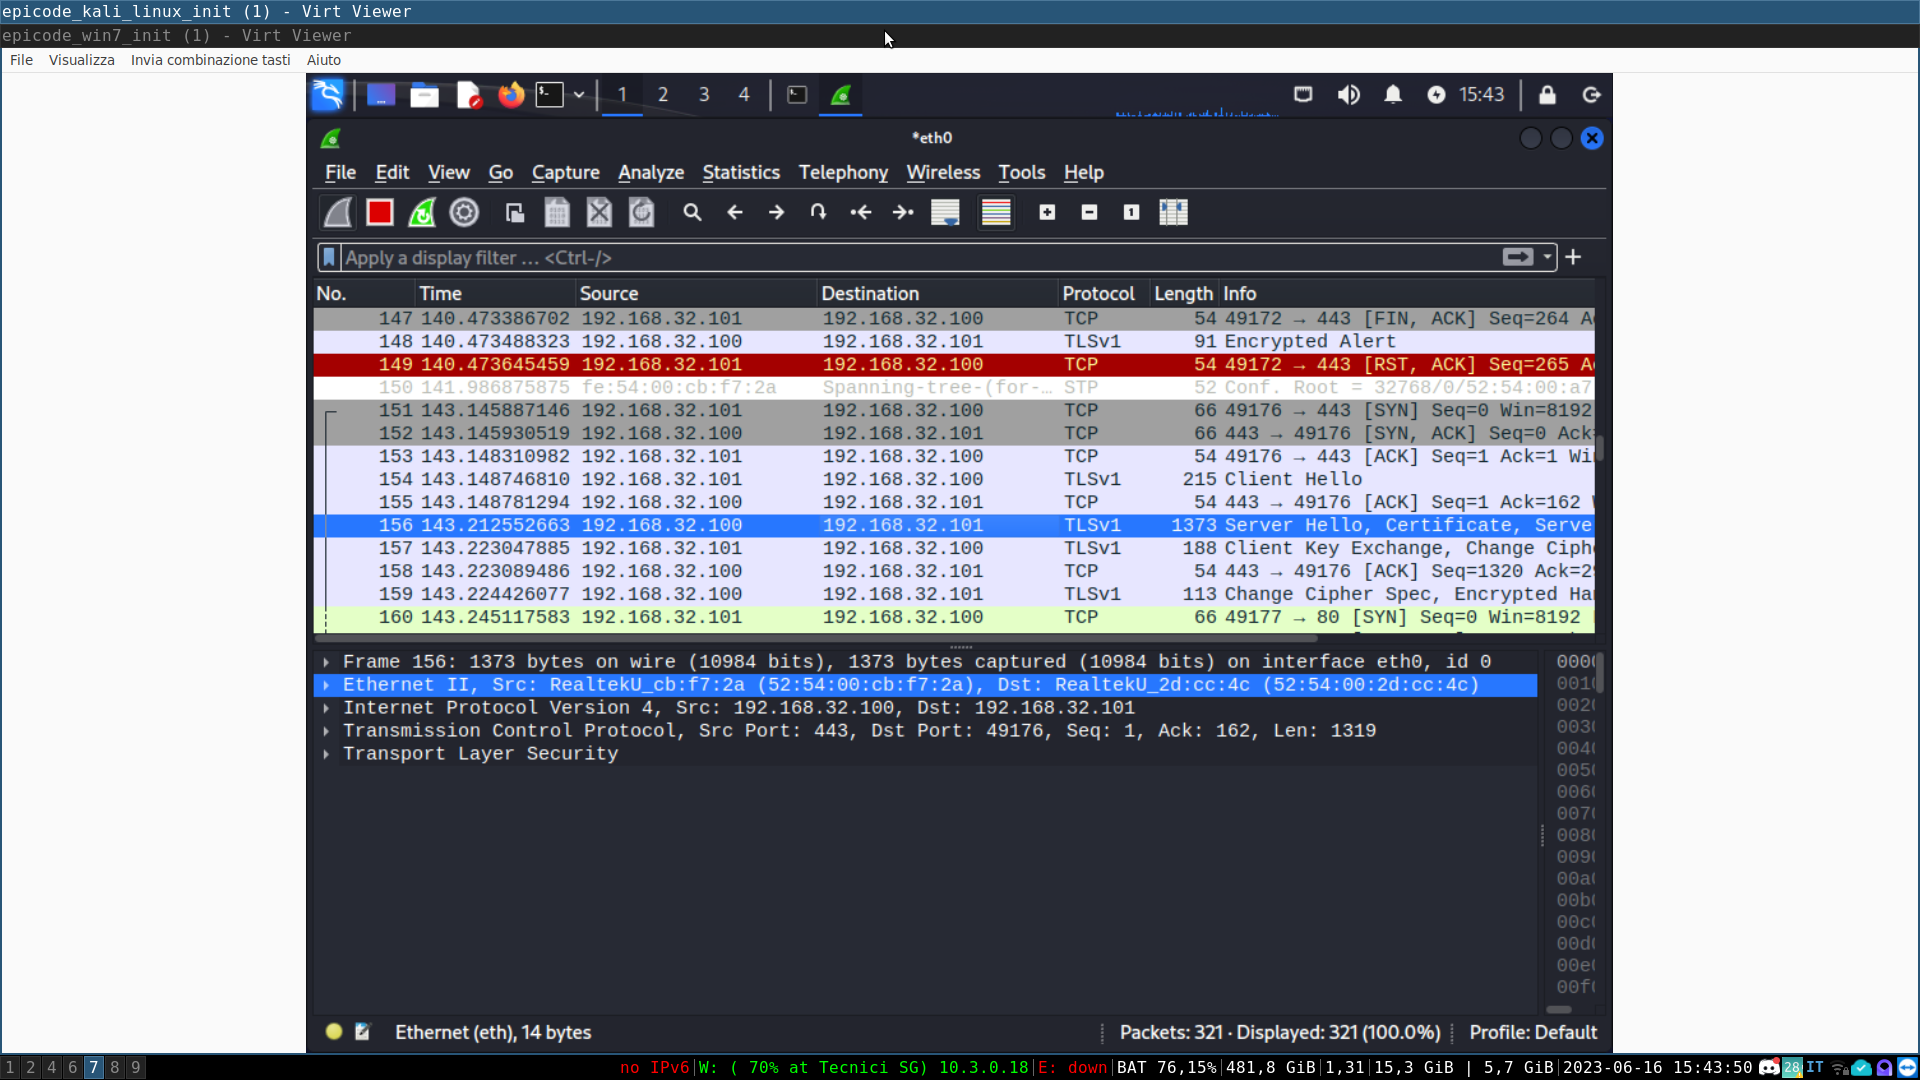 epicode_kali_linux_init (1) - Virt Viewer
epicode_win7_init (1) - Virt Viewer
File Visualizza Invia combinazione tasti Aiuto
1 2 3 4 15:43
*eth0
File Edit View Go Capture Analyze Statistics Telephony Wireless Tools Help
Apply a display filter ... <Ctrl-/>
No. Time Source Destination Protocol Length Info
147 140.473386702 192.168.32.101 192.168.32.100 TCP 54 49172 → 443 [FIN, ACK] Seq=264
148 140.473488323 192.168.32.100 192.168.32.101 TLSv1 91 Encrypted Alert
149 140.473645459 192.168.32.101 192.168.32.100 TCP 54 49172 → 443 [RST, ACK] Seq=265
150 141.986875875 fe:54:00:cb:f7:2a Spanning-tree-(for-… STP 52 Conf. Root = 32768/0/52:54:00:a7
151 143.145887146 192.168.32.101 192.168.32.100 TCP 66 49176 → 443 [SYN] Seq=0 Win=8192
152 143.145930519 192.168.32.100 192.168.32.101 TCP 66 443 → 49176 [SYN, ACK] Seq=0 Ack=
153 143.148310982 192.168.32.101 192.168.32.100 TCP 54 49176 → 443 [ACK] Seq=1 Ack=1 Wi
154 143.148746810 192.168.32.101 192.168.32.100 TLSv1 215 Client Hello
155 143.148781294 192.168.32.100 192.168.32.101 TCP 54 443 → 49176 [ACK] Seq=1 Ack=162
156 143.212552663 192.168.32.100 192.168.32.101 TLSv1 1373 Server Hello, Certificate, Serve
157 143.223047885 192.168.32.101 192.168.32.100 TLSv1 188 Client Key Exchange, Change Ciph
158 143.223089486 192.168.32.100 192.168.32.101 TCP 54 443 → 49176 [ACK] Seq=1320 Ack=2
159 143.224426077 192.168.32.100 192.168.32.101 TLSv1 113 Change Cipher Spec, Encrypted Ha
160 143.245117583 192.168.32.101 192.168.32.100 TCP 66 49177 → 80 [SYN] Seq=0 Win=8192
Frame 156: 1373 bytes on wire (10984 bits), 1373 bytes captured (10984 bits) on interface eth0, id 0
Ethernet II, Src: RealtekU_cb:f7:2a (52:54:00:cb:f7:2a), Dst: RealtekU_2d:cc:4c (52:54:00:2d:cc:4c)
Internet Protocol Version 4, Src: 192.168.32.100, Dst: 192.168.32.101
Transmission Control Protocol, Src Port: 443, Dst Port: 49176, Seq: 1, Ack: 162, Len: 1319
Transport Layer Security
000
001
002
003
004
005
006
007
008
009
00a
00b
00c
00d
00e
00f
Ethernet (eth), 14 bytes Packets: 321 · Displayed: 321 (100.0%) Profile: Default
1 2 4 6 7 8 9 no IPv6|W: ( 70% at Tecnici SG) 10.3.0.18|E: down|BAT 76,15%|481,8 GiB|1,31|15,3 GiB | 5,7 GiB|2023-06-16 15:43:50 28 IT